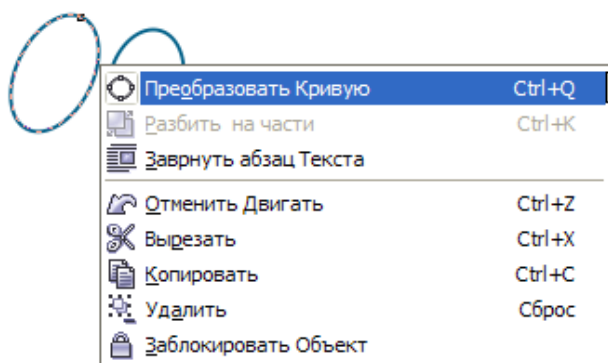 Преобразовать Кривую Ctrl+Q
Разбить на части Ctrl+K
Заврнуть абзац Текста
Отменить Двигать Ctrl+Z
Вырезать Ctrl+X
Копировать Ctrl+C
Удалить Сброс
Заблокировать Объект